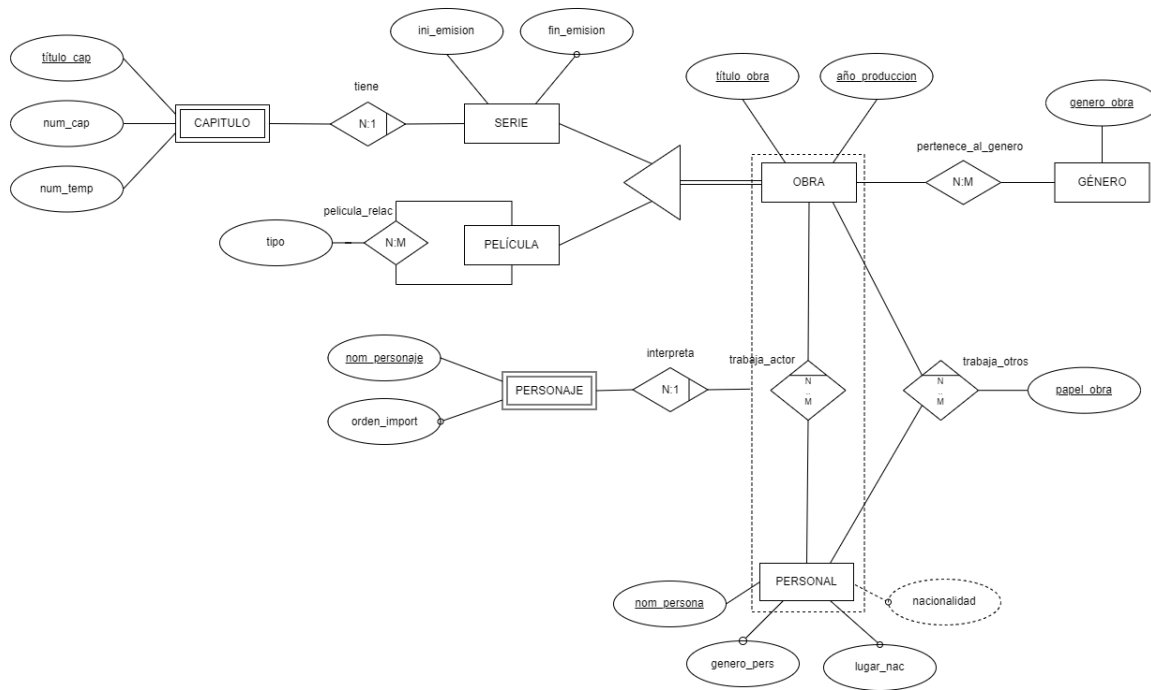 ini_emision
fin_emision
título_cap
tiene
título_obra
año_produccion
genero_obra
num_cap
CAPITULO
N:1
SERIE
pertenece_al_genero
num_temp
OBRA
N:M
GÉNERO
pelicula_relac
tipo
N:M
PELÍCULA
nom_personaje
interpreta
trabaja_actor
trabaja_otros
PERSONAJE
N:1
N
..
M
N
..
M
papel_obra
orden_import
PERSONAL
nom_persona
nacionalidad
genero_pers
lugar_nac